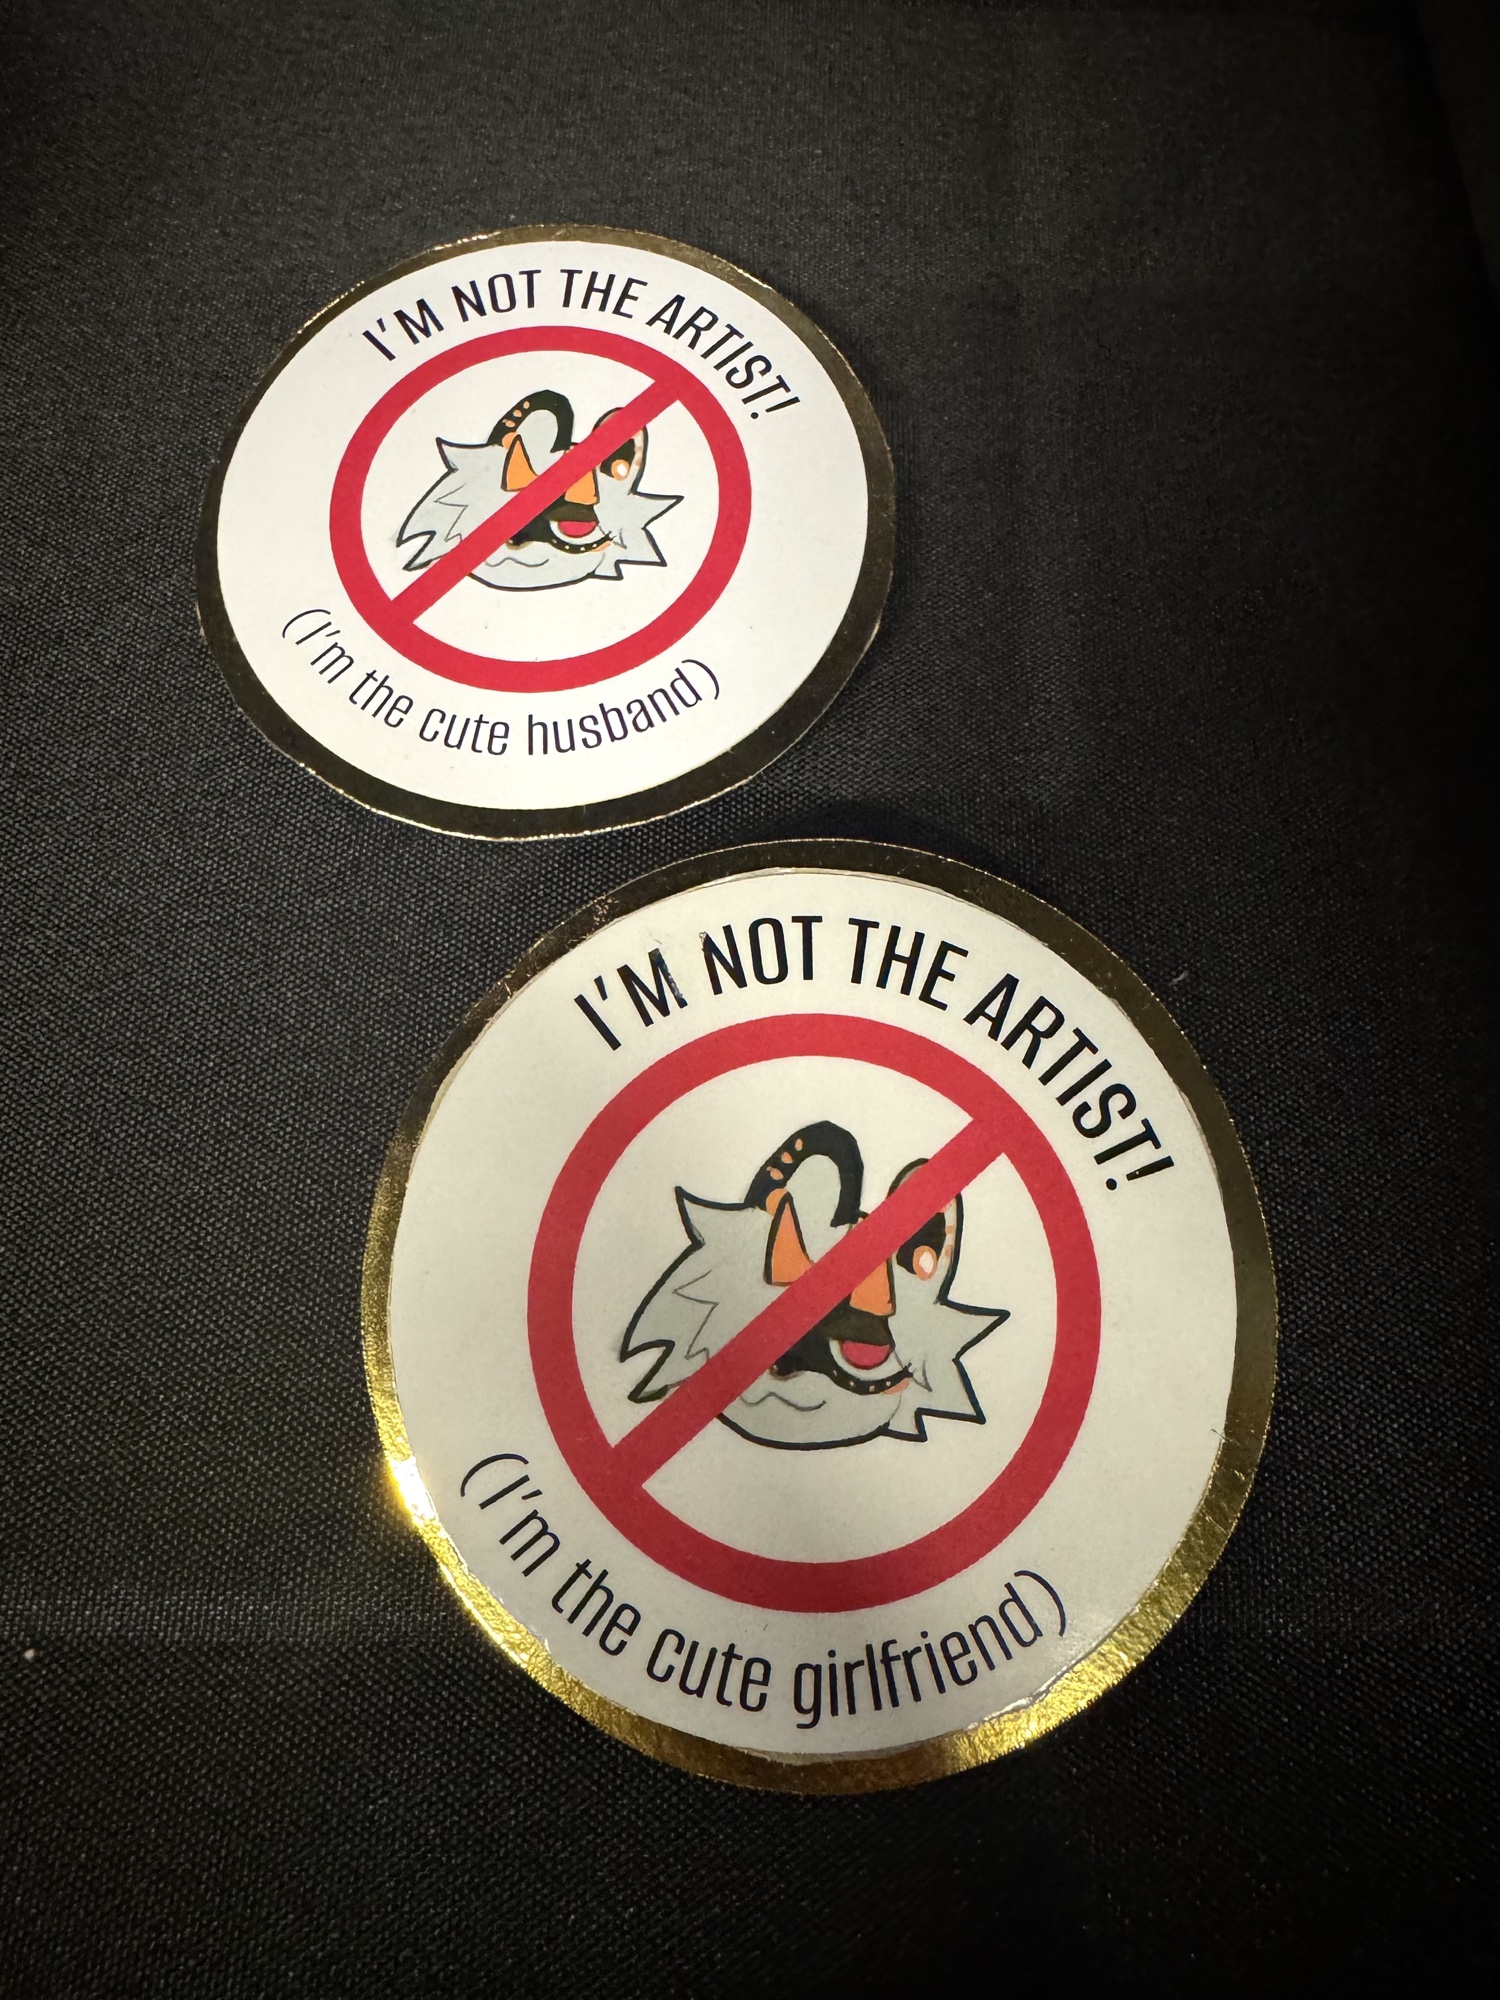 I'M NOT THE ARTIST!
(I'm the cute husband)
I'M NOT THE ARTIST!
(I'm the cute girlfriend)